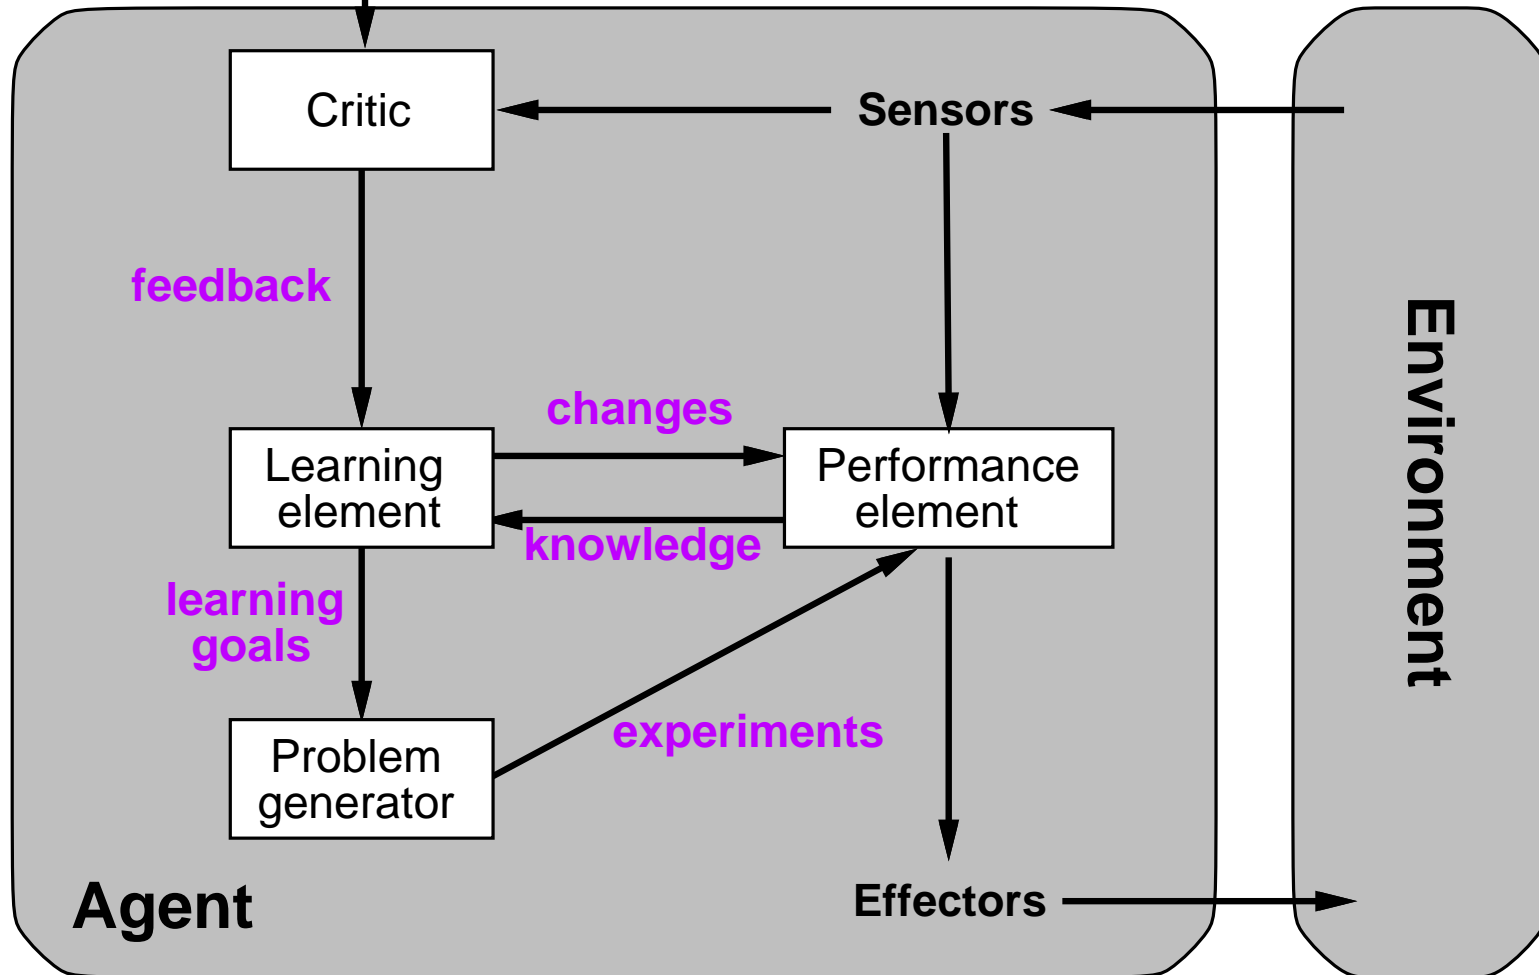 Critic
Sensors
feedback
changes
Learning
element
Performance
element
knowledge
learning
goals
experiments
Problem
generator
Agent
Effectors
Environment